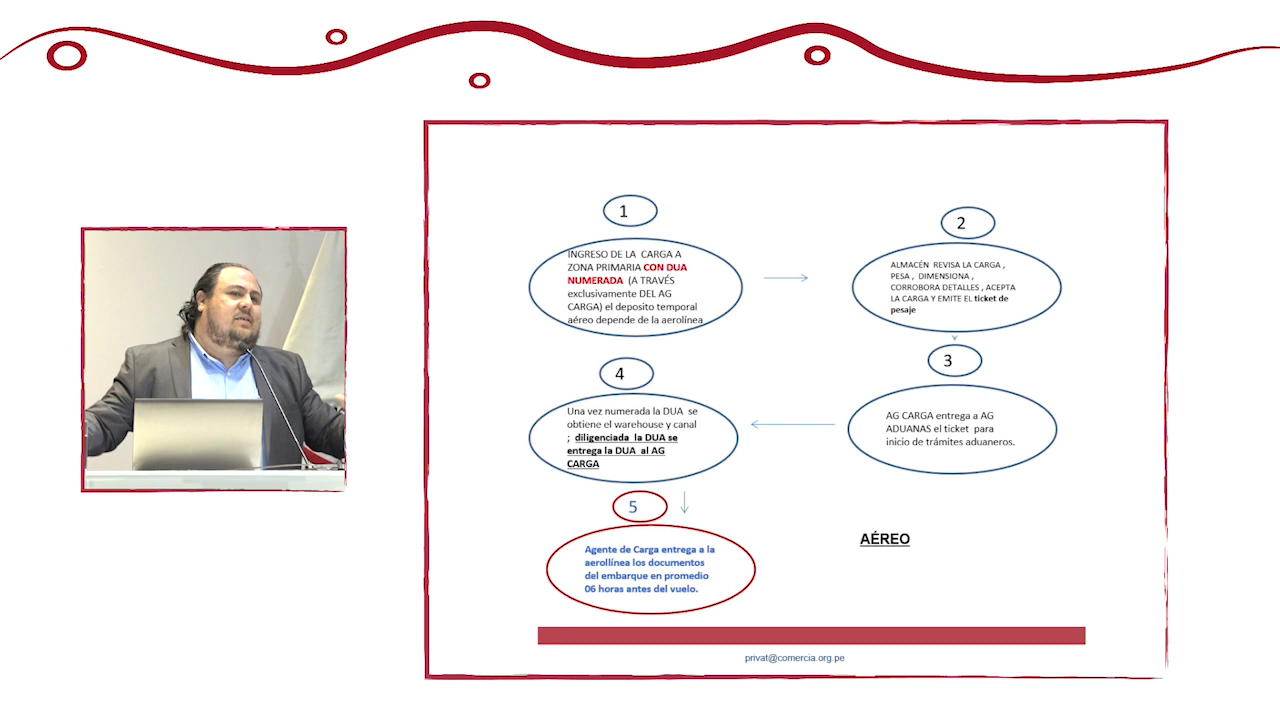 1
INGRESO DE LA CARGA A
ZONA PRIMARIA CON DUA
NUMERADA (A TRAVÉS
exclusivamente DEL AG
CARGA) el deposito temporal
aéreo depende de la aerolínea
2
ALMACÉN REVISA LA CARGA ,
PESA , DIMENSIONA ,
CORROBORA DETALLES , ACEPTA
LA CARGA Y EMITE EL ticket de
pesaje
3
AG CARGA entrega a AG
ADUANAS el ticket para
inicio de trámites aduaneros.
4
Una vez numerada la DUA se
obtiene el warehouse y canal
; diligenciada la DUA se
entrega la DUA al AG
CARGA
5
Agente de Carga entrega a la
aerollínea los documentos
del embarque en promedio
06 horas antes del vuelo.
AÉREO
privat@comercia.org.pe